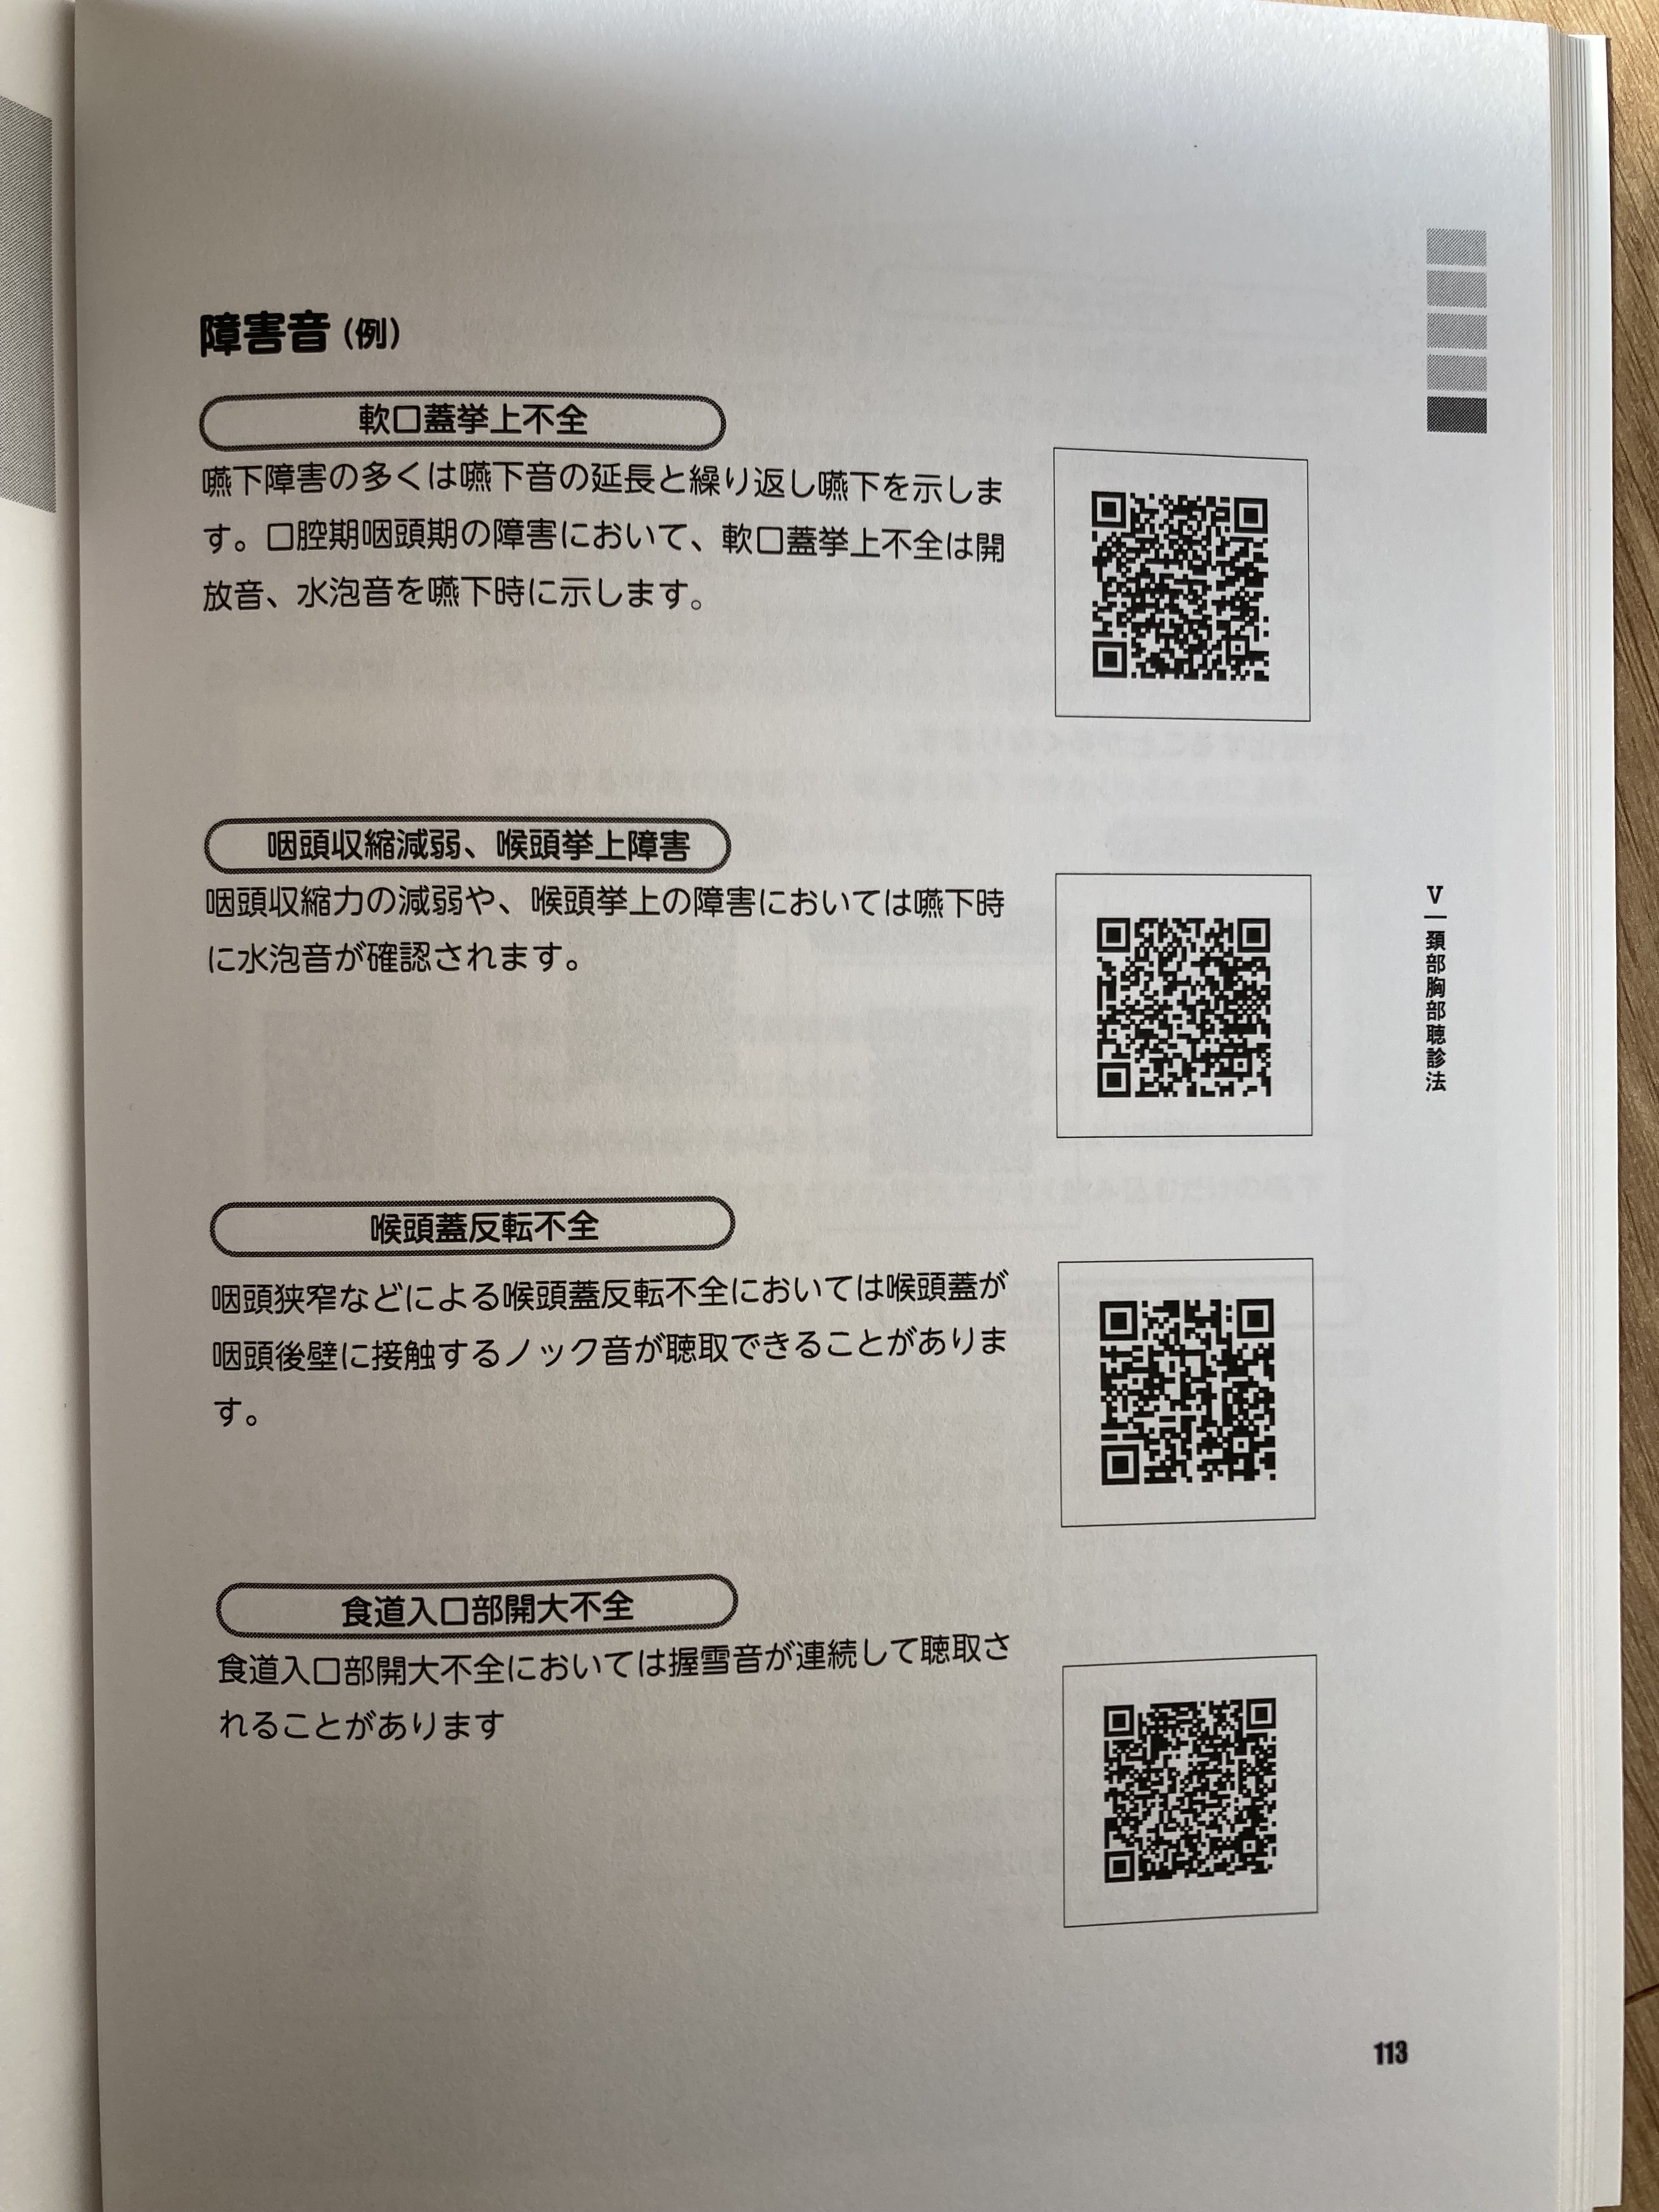 障害音(例)
軟口蓋挙上不全
嚥下障害の多くは嚥下音の延長と繰り返し嚥下を示しま
す。口腔期咽頭期の障害において、軟口蓋挙上不全は開
放音、水泡音を嚥下時に示します。
咽頭収縮減弱、喉頭挙上障害
咽頭収縮力の減弱や、喉頭挙上の障害においては嚥下時
に水泡音が確認されます。
喉頭蓋反転不全
咽頭狭窄などによる喉頭蓋反転不全においては喉頭蓋が
咽頭後壁に接触するノック音が聴取できることがありま
す。
食道入口部開大不全
食道入口部開大不全においては握雪音が連続して聴取さ
れることがあります
V|頚部胸部聴診法
113